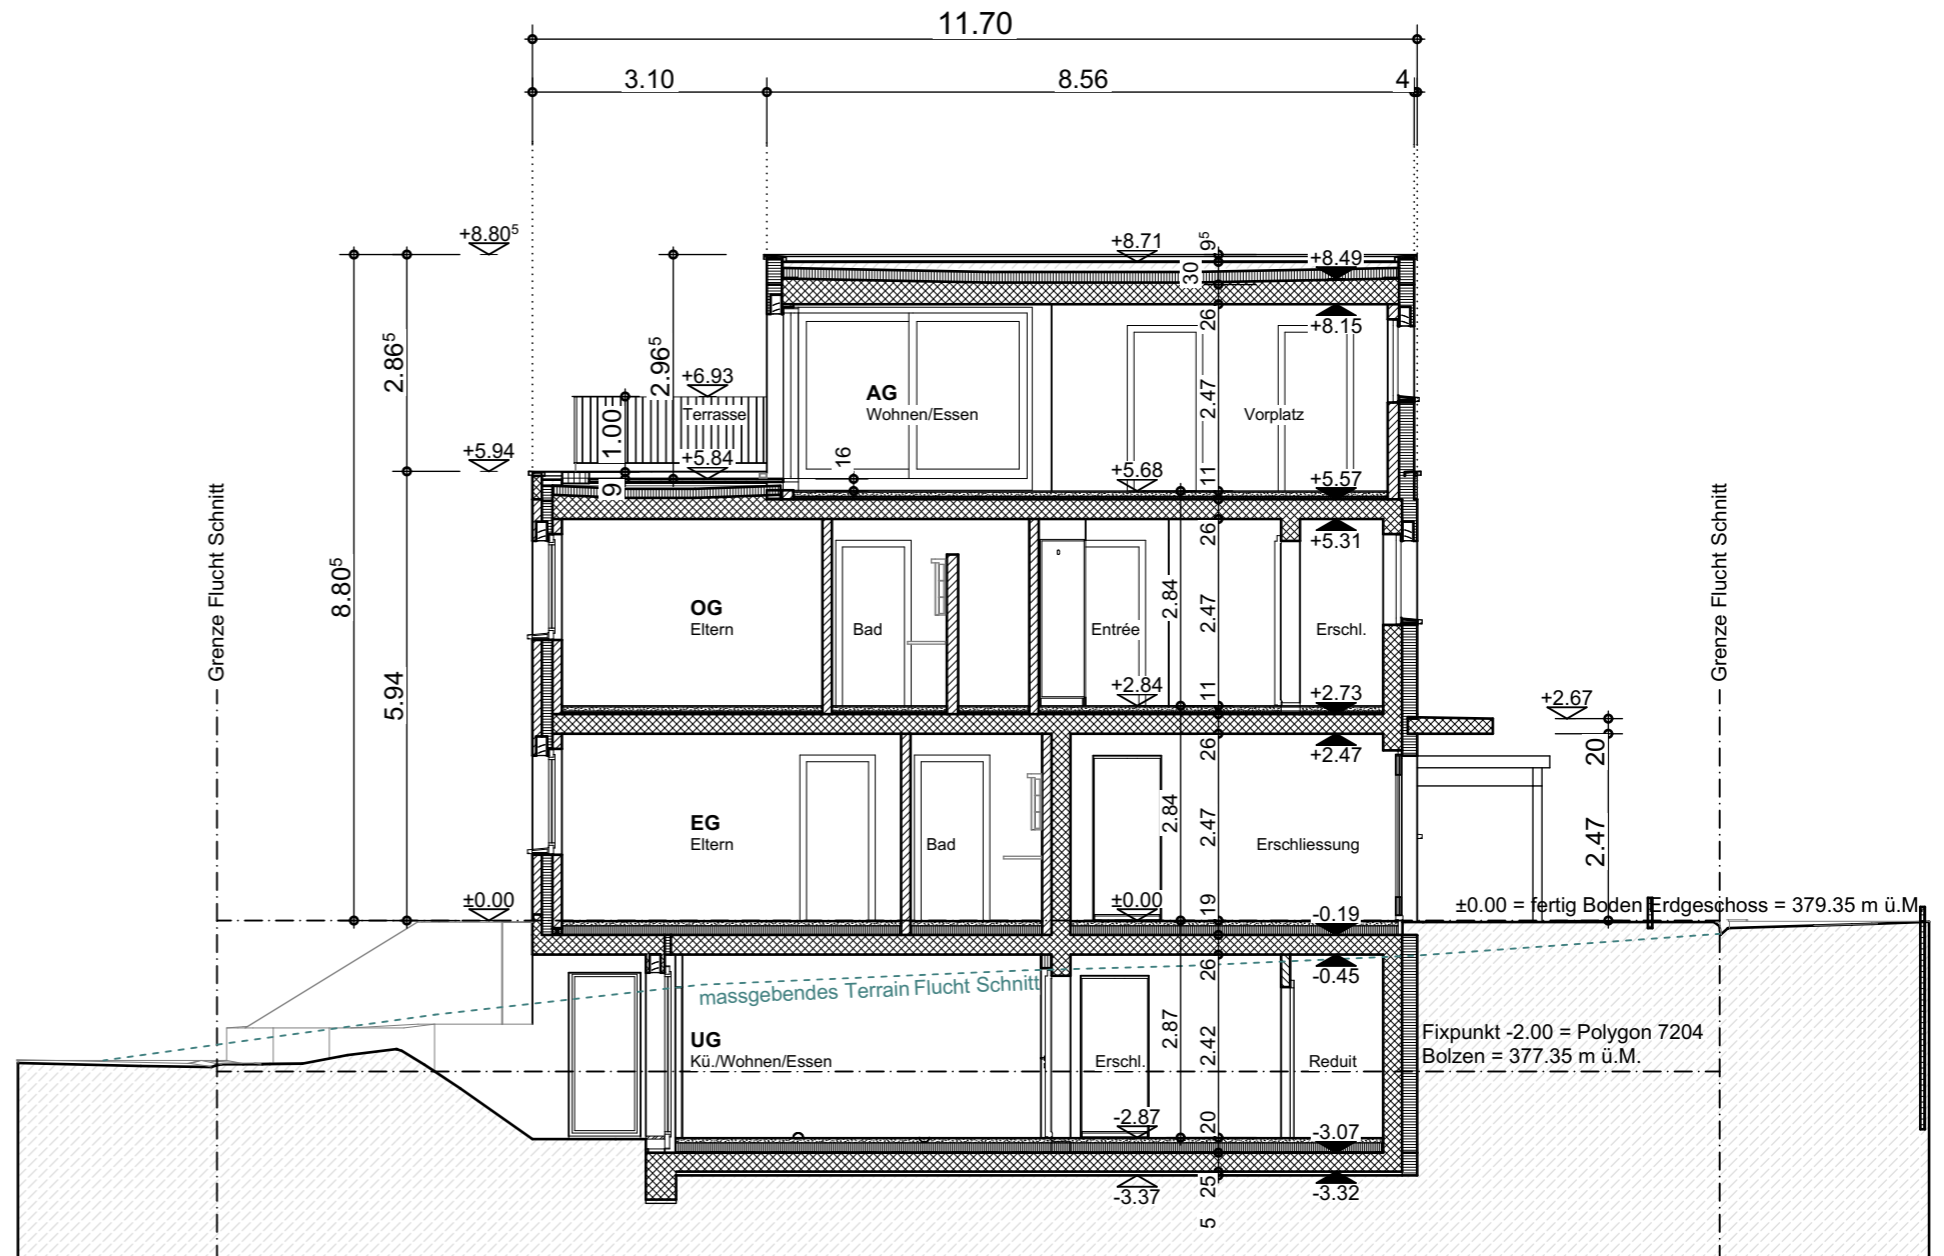 11.70
3.10
8.56
4
+8.80⁵
+8.71
9⁵
+8.49
30
26
+8.15
2.86⁵
2.96⁵
+6.93
Terrasse
1.00
AG
Wohnen/Essen
2.47
Vorplatz
+5.94
+5.84
16
+5.68
11
+5.57
9
26
+5.31
Grenze Flucht Schnitt
Grenze Flucht Schnitt
8.80⁵
5.94
OG
Eltern
Bad
Entrée
2.84
2.47
Erschl.
+2.84
11
+2.73
+2.67
26
+2.47
20
EG
Eltern
Bad
2.84
2.47
Erschliessung
2.47
±0.00
±0.00
19
-0.19
±0.00 = fertig Boden Erdgeschoss = 379.35 m ü.M
26
-0.45
massgebendes Terrain Flucht Schnitt
UG
Kü./Wohnen/Essen
Erschl.
2.87
2.42
Reduit
Fixpunkt -2.00 = Polygon 7204
Bolzen = 377.35 m ü.M.
-2.87
20
-3.07
-3.37
25
-3.32
5